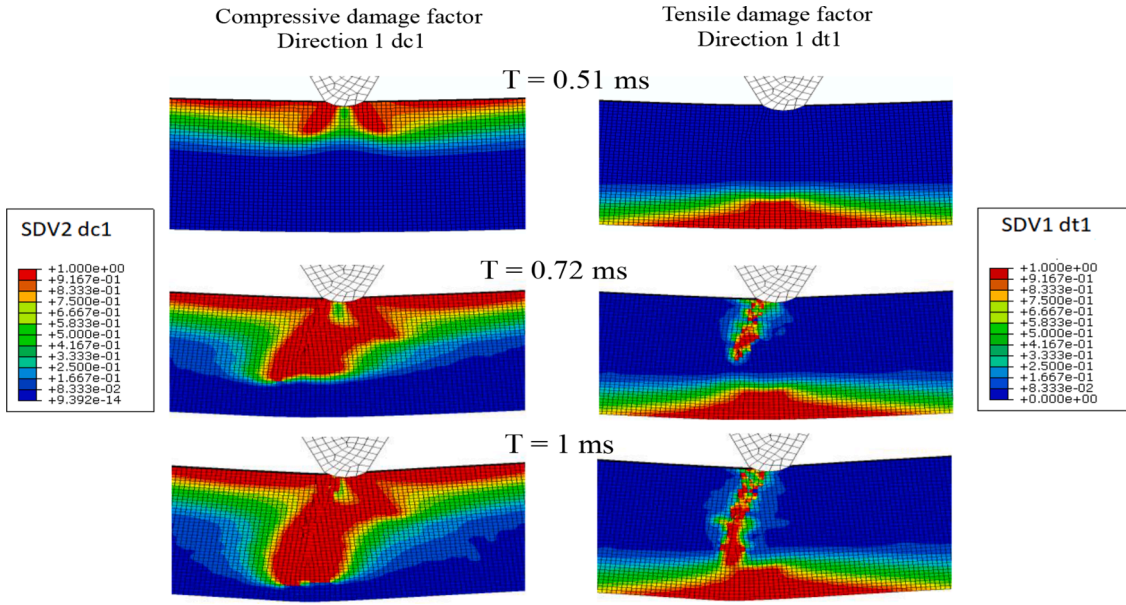 Compressive damage factor
Direction 1 dc1
Tensile damage factor
Direction 1 dt1
T = 0.51 ms
SDV2 dc1
+1.000e+00
+9.167e-01
+8.333e-01
+7.500e-01
+6.667e-01
+5.833e-01
+5.000e-01
+4.167e-01
+3.333e-01
+2.500e-01
+1.667e-01
+8.333e-02
+9.392e-14
T = 0.72 ms
SDV1 dt1
+1.000e+00
+9.167e-01
+8.333e-01
+7.500e-01
+6.667e-01
+5.833e-01
+5.000e-01
+4.167e-01
+3.333e-01
+2.500e-01
+1.667e-01
+8.333e-02
+0.000e+00
T = 1 ms